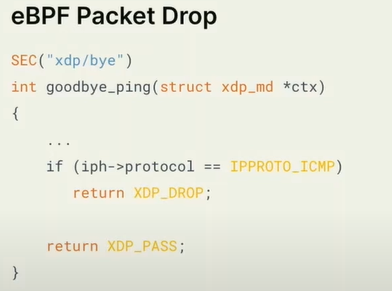 eBPF Packet Drop
SEC("xdp/bye")
int goodbye_ping(struct xdp_md *ctx)
{
    ...
    if (iph->protocol == IPPROTO_ICMP)
        return XDP_DROP;
    return XDP_PASS;
}